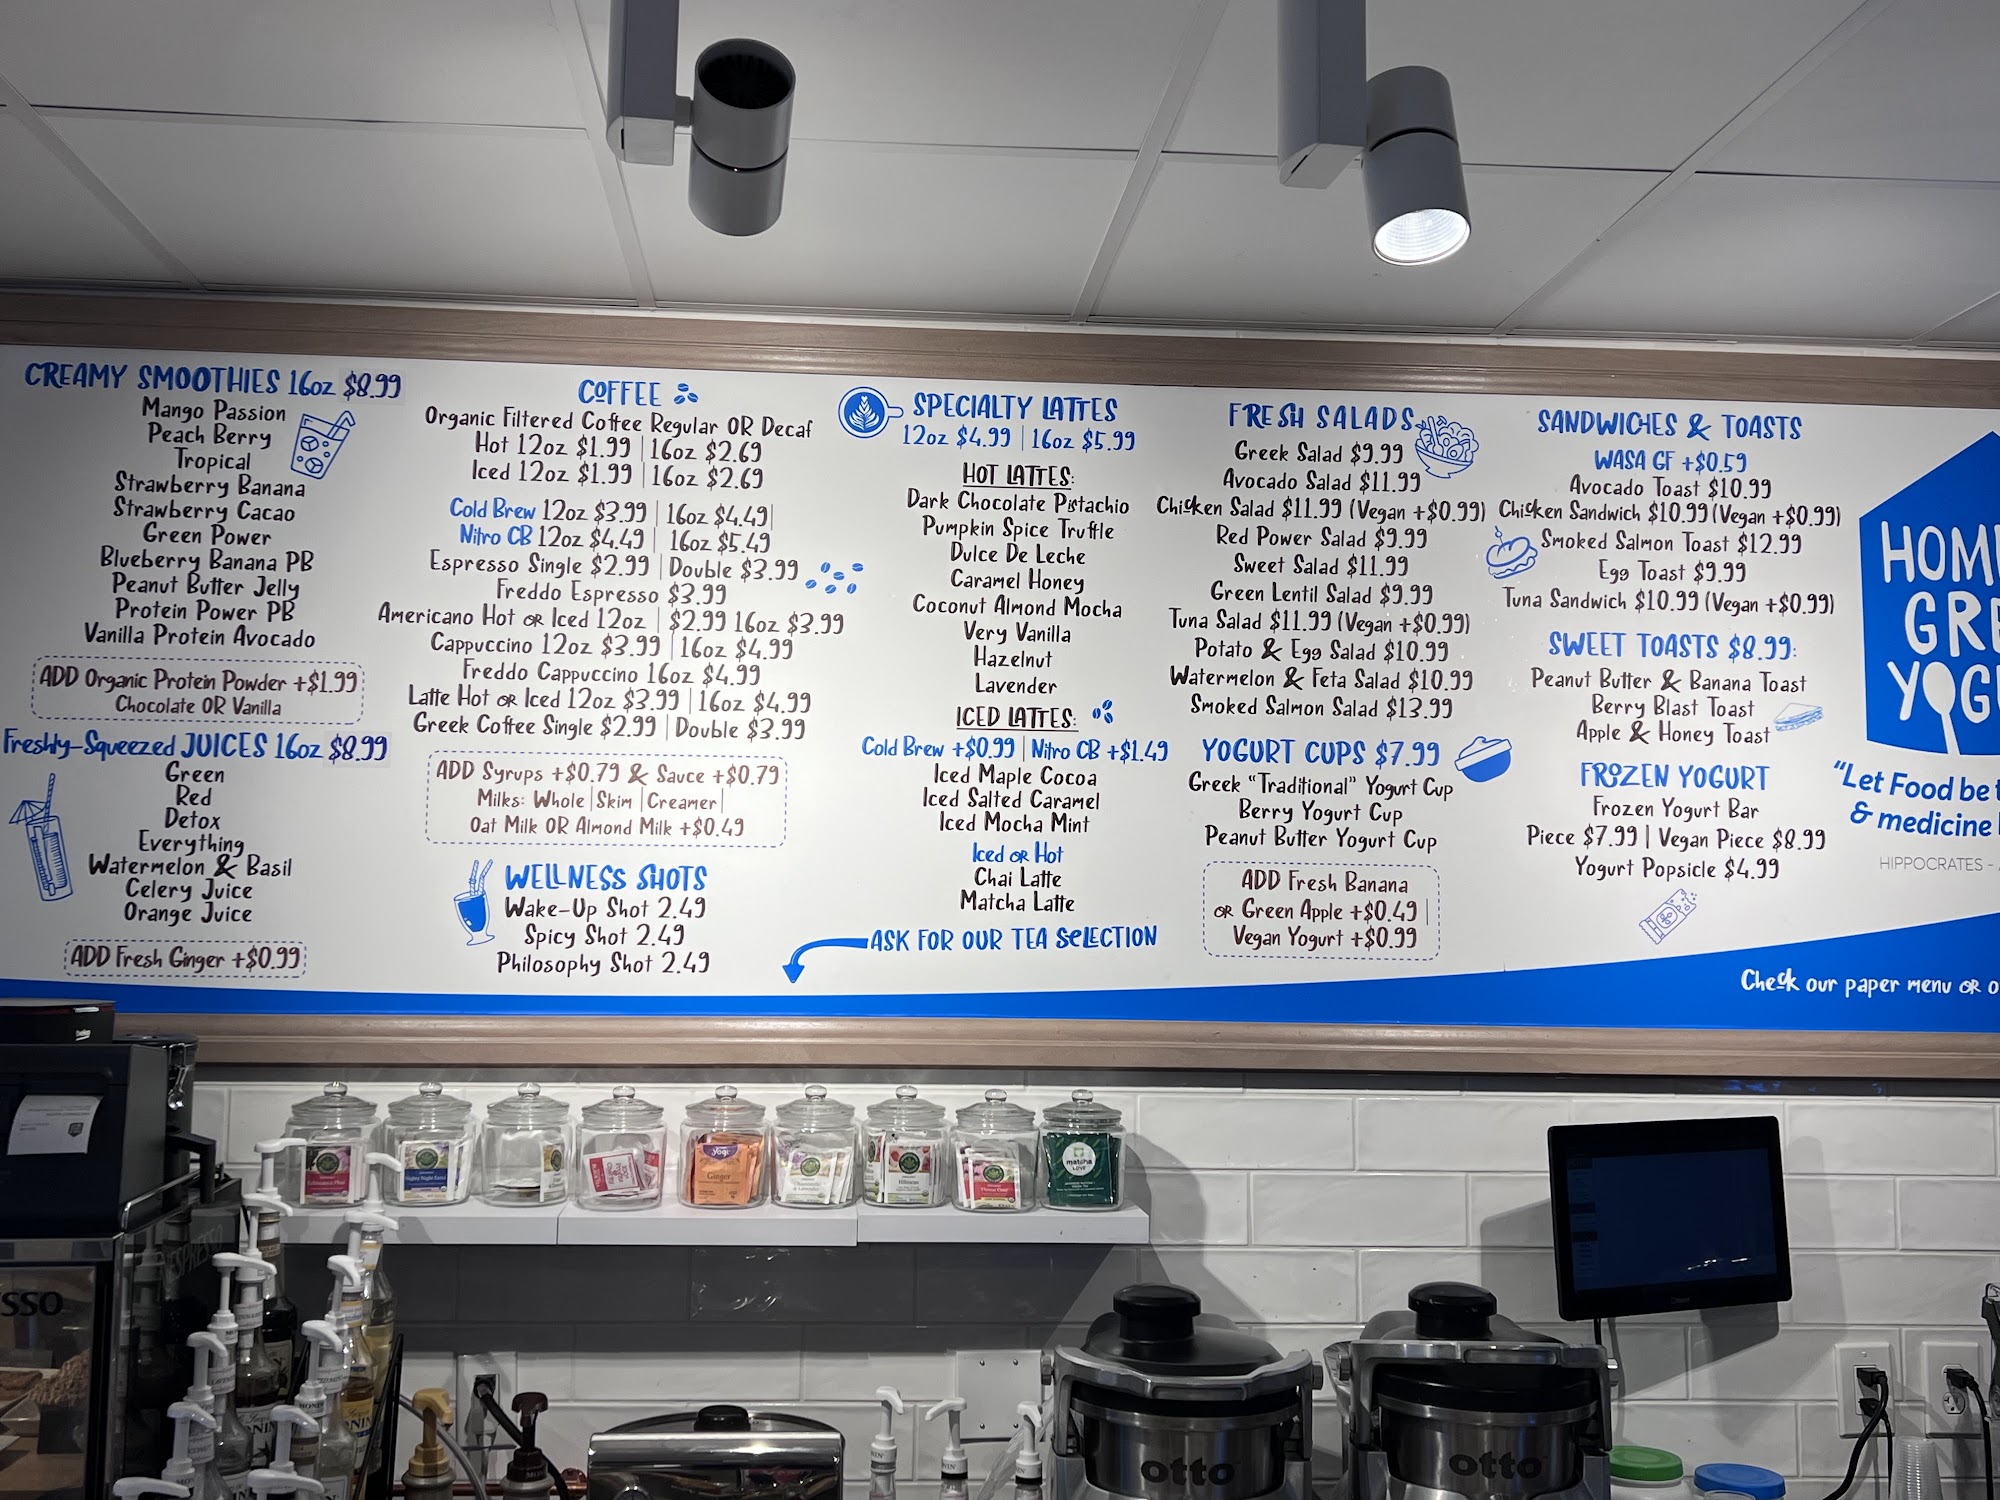 CREAMY SMOOTHIES 16oz $8.99
Mango Passion
Peach Berry
Tropical
Strawberry Banana
Strawberry Cacao
Green Power
Blueberry Banana PB
Peanut Butter Jelly
Protein Power PB
Vanilla Protein Avocado
ADD Organic Protein Powder +$1.99
Chocolate OR Vanilla
Freshly-Squeezed JUICES 16oz $8.99
Green
Red
Detox
Everything
Watermelon & Basil
Celery Juice
Orange Juice
ADD Fresh Ginger +$0.99
COFFEE
Organic Filtered Coffee Regular OR Decaf
Hot 12oz $1.99 | 16oz $2.69
Iced 12oz $1.99 | 16oz $2.69
Cold Brew 12oz $3.99 | 16oz $4.49|
Nitro CB 12oz $4.49 | 16oz $5.49
Espresso Single $2.99 | Double $3.99
Freddo Espresso $3.99
Americano Hot OR Iced 12oz | $2.99 16oz $3.99
Cappuccino 12oz $3.99 | 16oz $4.99
Freddo Cappuccino 16oz $4.99
Latte Hot OR Iced 12oz $3.99 | 16oz $4.99
Greek Coffee Single $2.99 | Double $3.99
ADD Syrups +$0.79 & Sauce +$0.79
Milks: Whole | Skim | Creamer|
Oat Milk OR Almond Milk +$0.49
WELLNESS SHOTS
Wake-Up Shot 2.49
Spicy Shot 2.49
Philosophy Shot 2.49
SPECIALTY LATTES
12oz $4.99 | 16oz $5.99
HOT LATTES:
Dark Chocolate Pistachio
Pumpkin Spice Truffle
Dulce De Leche
Caramel Honey
Coconut Almond Mocha
Very Vanilla
Hazelnut
Lavender
ICED LATTES:
Cold Brew +$0.99 | Nitro CB +$1.49
Iced Maple Cocoa
Iced Salted Caramel
Iced Mocha Mint
Iced OR Hot
Chai Latte
Matcha Latte
ASK FOR OUR TEA SELECTION
FRESH SALADS
Greek Salad $9.99
Avocado Salad $11.99
Chicken Salad $11.99 (Vegan +$0.99)
Red Power Salad $9.99
Sweet Salad $11.99
Green Lentil Salad $9.99
Tuna Salad $11.99 (Vegan +$0.99)
Potato & Egg Salad $10.99
Watermelon & Feta Salad $10.99
Smoked Salmon Salad $13.99
YOGURT CUPS $7.99
Greek "Traditional" Yogurt Cup
Berry Yogurt Cup
Peanut Butter Yogurt Cup
ADD Fresh Banana
OR Green Apple +$0.49 |
Vegan Yogurt +$0.99
SANDWICHES & TOASTS
WASA GF +$0.59
Avocado Toast $10.99
Chicken Sandwich $10.99 (Vegan +$0.99)
Smoked Salmon Toast $12.99
Egg Toast $9.99
Tuna Sandwich $10.99 (Vegan +$0.99)
SWEET TOASTS $8.99:
Peanut Butter & Banana Toast
Berry Blast Toast
Apple & Honey Toast
FROZEN YOGURT
Frozen Yogurt Bar
Piece $7.99 | Vegan Piece $8.99
Yogurt Popsicle $4.99
HOM
GRE
YOGU
"Let Food be
& medicine
HIPPOCRATES -
Check our paper menu OR
yogi
Ginger
Hibiscus
matcha
LOVE
SSO
otto
otto